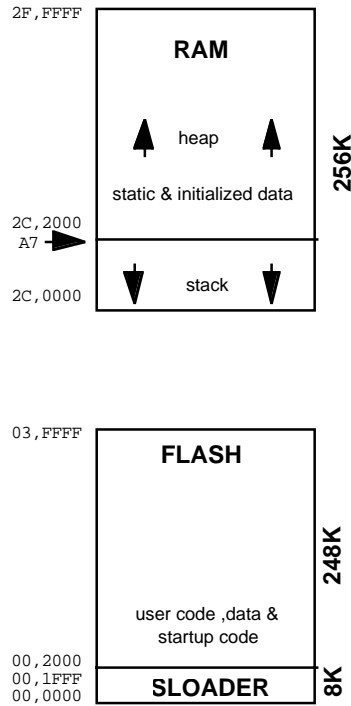 2F,FFFF
RAM
heap
static & initialized data
256K
2C,2000
A7
stack
2C,0000
03,FFFF
FLASH
248K
user code ,data &
startup code
00,2000
00,1FFF
00,0000
SLOADER
8K